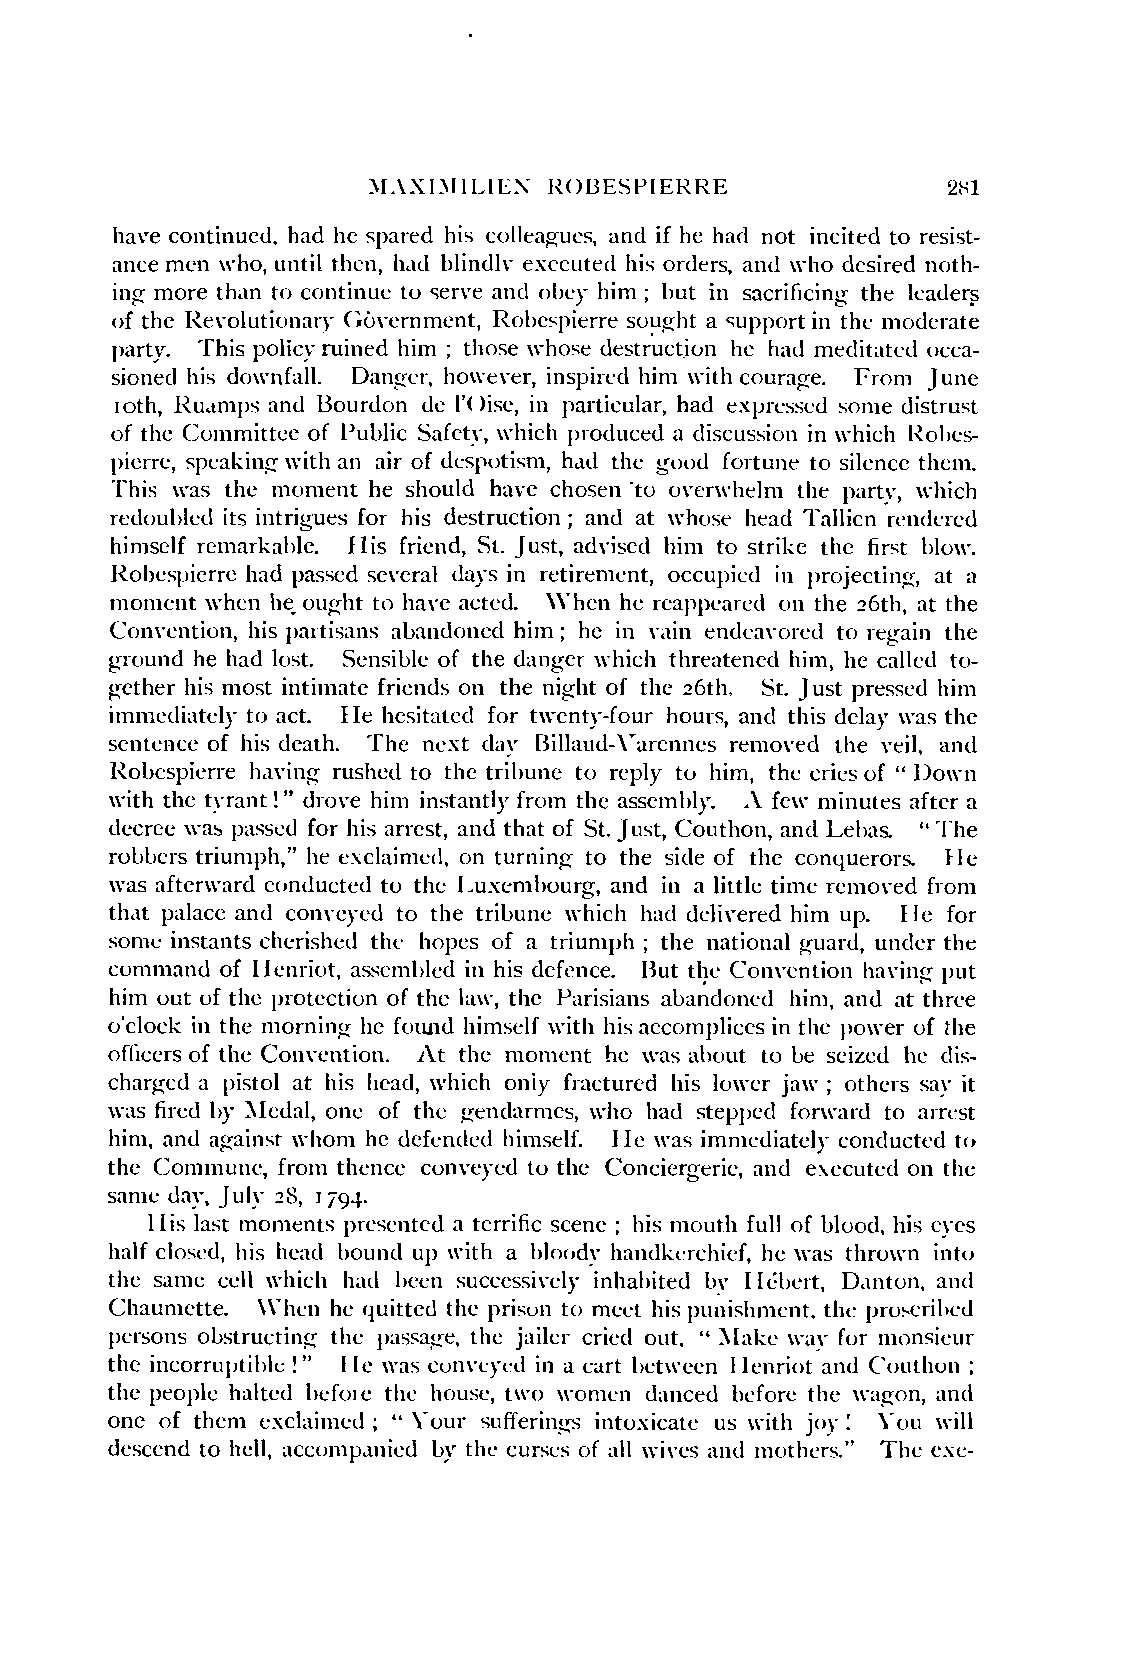 MAXIMILIEN ROBESPIERRE 281
have continued, had he spared his colleagues, and if he had not incited to resist-
ance men who, until then, had blindly executed his orders, and who desired noth-
ing more than to continue to serve and obey him ; but in sacrificing the leaders
of the Revolutionary Government, Robespierre sought a support in the moderate
party. This policy ruined him ; those whose destruction he had meditated occa-
sioned his downfall. Danger, however, inspired him with courage. From June
10th, Ruamps and Bourdon de l'Oise, in particular, had expressed some distrust
of the Committee of Public Safety, which produced a discussion in which Robes-
pierre, speaking with an air of despotism, had the good fortune to silence them.
This was the moment he should have chosen to overwhelm the party, which
redoubled its intrigues for his destruction ; and at whose head Tallien rendered
himself remarkable. His friend, St. Just, advised him to strike the first blow.
Robespierre had passed several days in retirement, occupied in projecting, at a
moment when he ought to have acted. When he reappeared on the 26th, at the
Convention, his partisans abandoned him ; he in vain endeavored to regain the
ground he had lost. Sensible of the danger which threatened him, he called to-
gether his most intimate friends on the night of the 26th. St. Just pressed him
immediately to act. He hesitated for twenty-four hours, and this delay was the
sentence of his death. The next day Billaud-Varennes removed the veil, and
Robespierre having rushed to the tribune to reply to him, the cries of " Down
with the tyrant ! " drove him instantly from the assembly. A few minutes after a
decree was passed for his arrest, and that of St. Just, Couthon, and Lebas. " The
robbers triumph," he exclaimed, on turning to the side of the conquerors. He
was afterward conducted to the Luxembourg, and in a little time removed from
that palace and conveyed to the tribune which had delivered him up. He for
some instants cherished the hopes of a triumph ; the national guard, under the
command of Henriot, assembled in his defence. But the Convention having put
him out of the protection of the law, the Parisians abandoned him, and at three
o'clock in the morning he found himself with his accomplices in the power of the
officers of the Convention. At the moment he was about to be seized he dis-
charged a pistol at his head, which only fractured his lower jaw ; others say it
was fired by Medal, one of the gendarmes, who had stepped forward to arrest
him, and against whom he defended himself. He was immediately conducted to
the Commune, from thence conveyed to the Conciergerie, and executed on the
same day, July 28, 1794.
His last moments presented a terrific scene ; his mouth full of blood, his eyes
half closed, his head bound up with a bloody handkerchief, he was thrown into
the same cell which had been successively inhabited by Hébert, Danton, and
Chaumette. When he quitted the prison to meet his punishment, the proscribed
persons obstructing the passage, the jailer cried out, " Make way for monsieur
the incorruptible ! " He was conveyed in a cart between Henriot and Couthon ;
the people halted before the house, two women danced before the wagon, and
one of them exclaimed ; " Your sufferings intoxicate us with joy ! You will
descend to hell, accompanied by the curses of all wives and mothers." The exe-